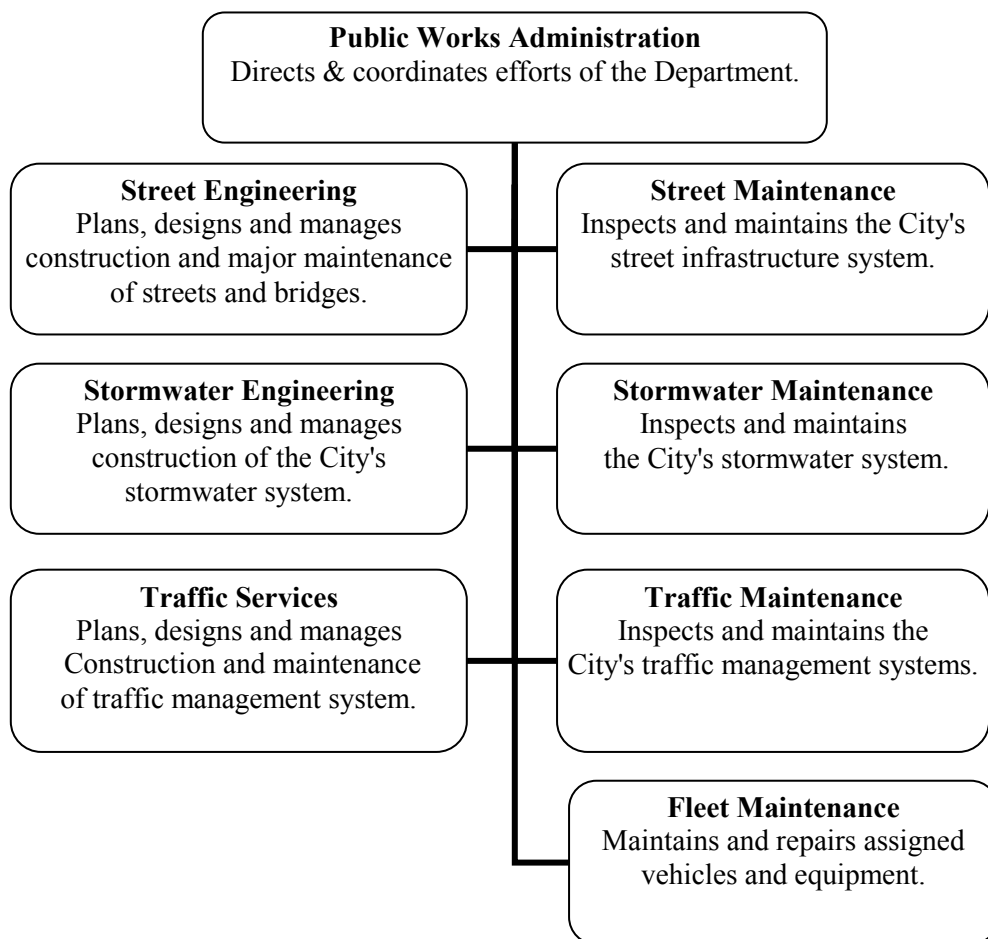 Public Works Administration
Directs & coordinates efforts of the Department.
Street Engineering
Plans, designs and manages
construction and major maintenance
of streets and bridges.
Street Maintenance
Inspects and maintains the City's
street infrastructure system.
Stormwater Engineering
Plans, designs and manages
construction of the City's
stormwater system.
Stormwater Maintenance
Inspects and maintains
the City's stormwater system.
Traffic Services
Plans, designs and manages
Construction and maintenance
of traffic management system.
Traffic Maintenance
Inspects and maintains the
City's traffic management systems.
Fleet Maintenance
Maintains and repairs assigned
vehicles and equipment.